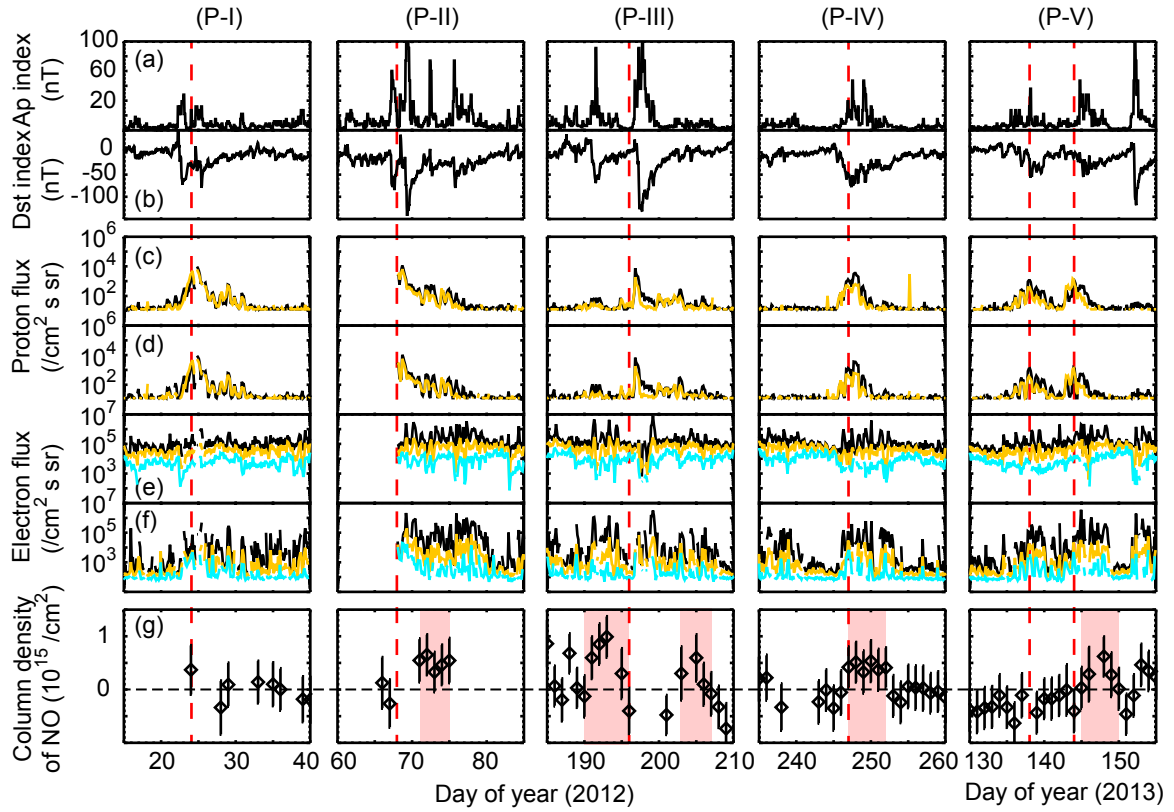 (P-I) (P-II) (P-III) (P-IV) (P-V)
Ap index (nT)
100
60
20
(a)
Dst index (nT)
0
-50
-100
(b)
Proton flux (/cm² s sr)
10⁶
10⁴
10²
(c)
10⁶
10⁴
10²
(d)
Electron flux (/cm² s sr)
10⁷
10⁷
10⁵
10³
(e)
10⁷
10⁵
10³
(f)
Column density of NO (10¹⁵ /cm²)
1
0
(g)
20 30 40 60 70 80 190 200 210 240 250 260 140 150
Day of year (2012) Day of year (2013)